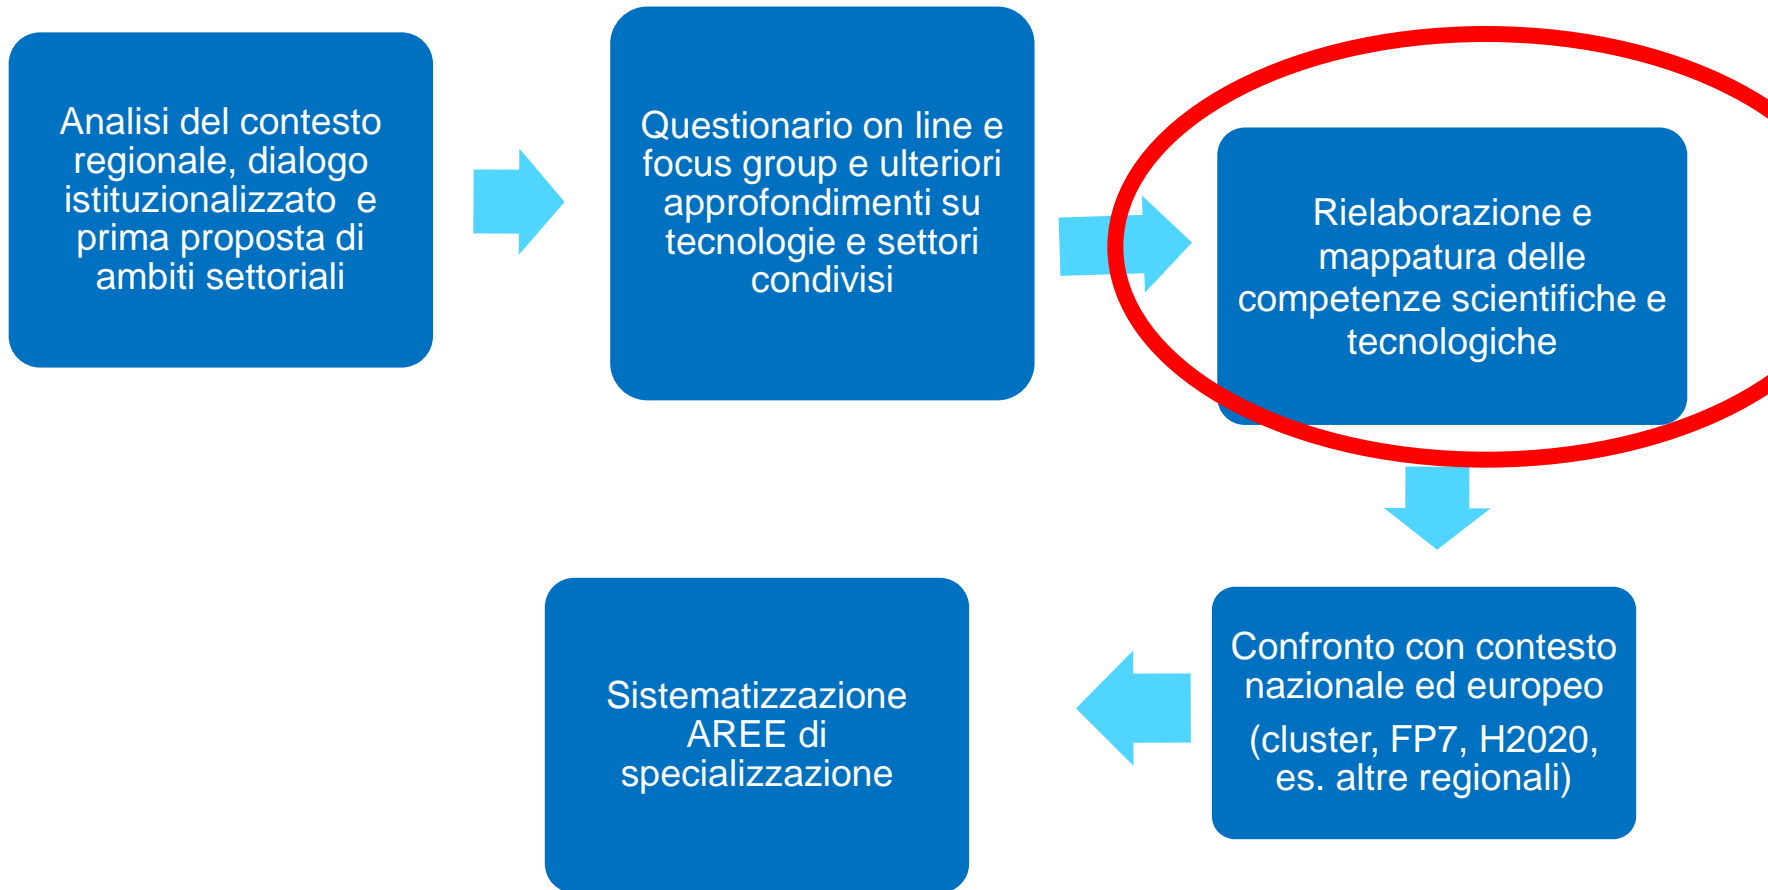 Analisi del contesto
regionale, dialogo
istituzionalizzato e
prima proposta di
ambiti settoriali
Questionario on line e
focus group e ulteriori
approfondimenti su
tecnologie e settori
condivisi
Rielaborazione e
mappatura delle
competenze scientifiche e
tecnologiche
Confronto con contesto
nazionale ed europeo
(cluster, FP7, H2020,
es. altre regionali)
Sistematizzazione
AREE di
specializzazione